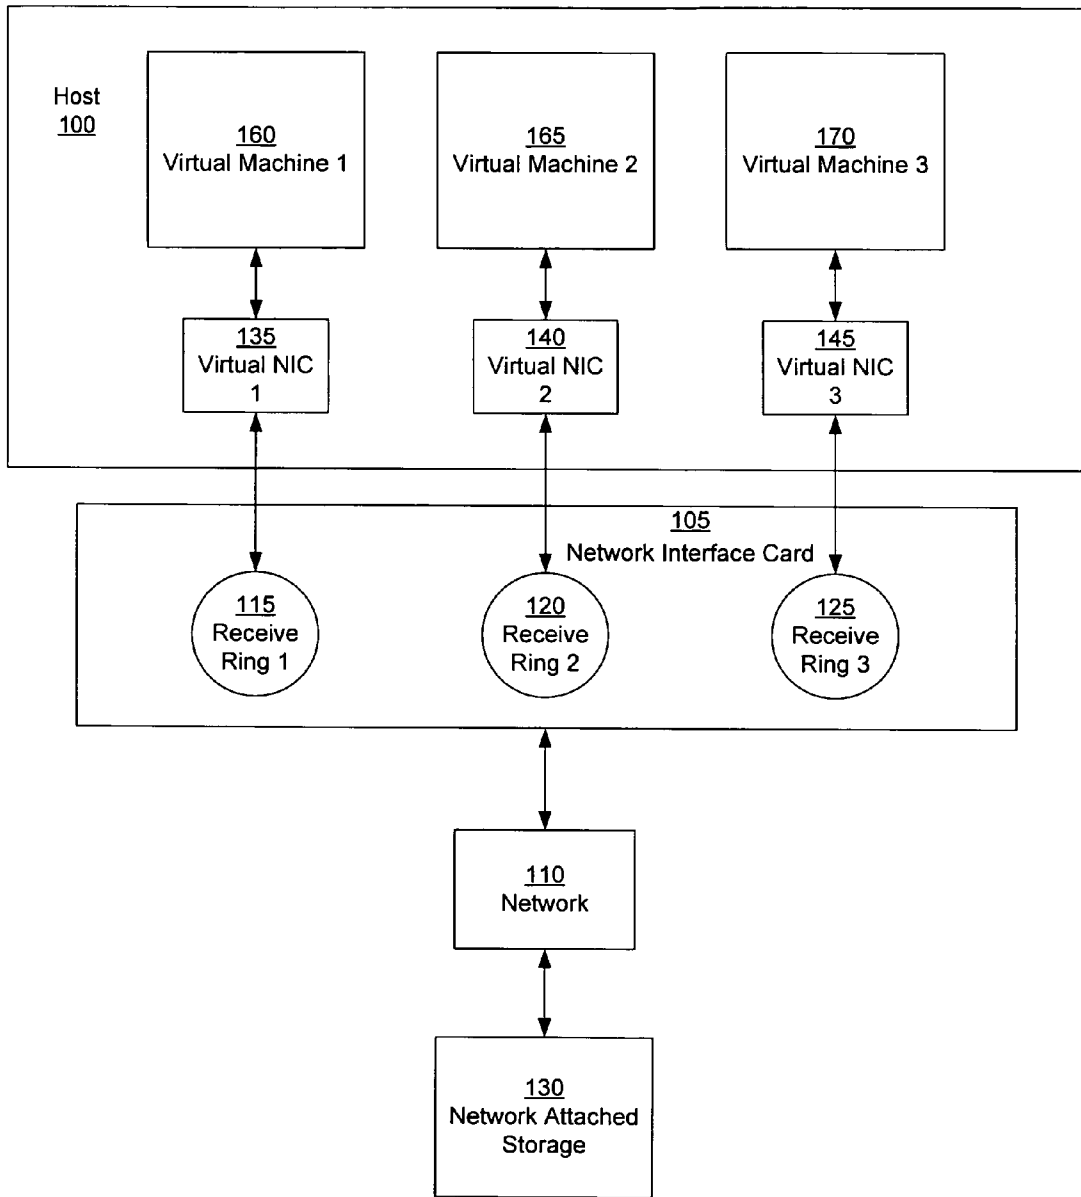 Host
100
160
Virtual Machine 1
165
Virtual Machine 2
170
Virtual Machine 3
135
Virtual NIC
1
140
Virtual NIC
2
145
Virtual NIC
3
105
Network Interface Card
115
Receive
Ring 1
120
Receive
Ring 2
125
Receive
Ring 3
110
Network
130
Network Attached
Storage